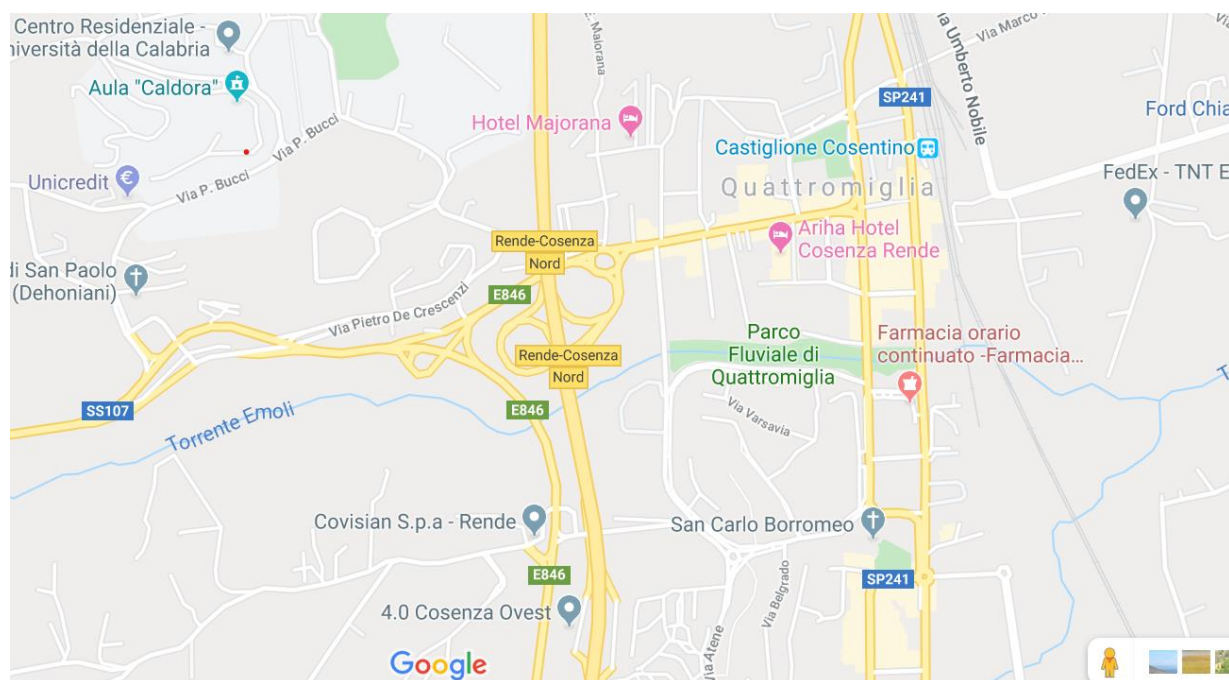 Centro Residenziale -
niversità della Calabria
Aula "Caldora"
Via P. Bucci
Unicredit
Via P. Bucci
di San Paolo
(Dehoniani)
Via Pietro De Crescenzi
SS107
Torrente Emoli
E. Maiorana
Hotel Majorana
Rende-Cosenza
Nord
E846
Rende-Cosenza
Nord
E846
Covisian S.p.a - Rende
E846
4.0 Cosenza Ovest
Google
SP241
Via Umberto Nobile
Via Marco
Castiglione Cosentino
Quattromiglia
Ford Chia
FedEx - TNT E
Ariha Hotel
Cosenza Rende
Parco
Fluviale di
Quattromiglia
Farmacia orario
continuato -Farmacia...
Via Varsavia
San Carlo Borromeo
SP241
Via Belgrado
Via Atene